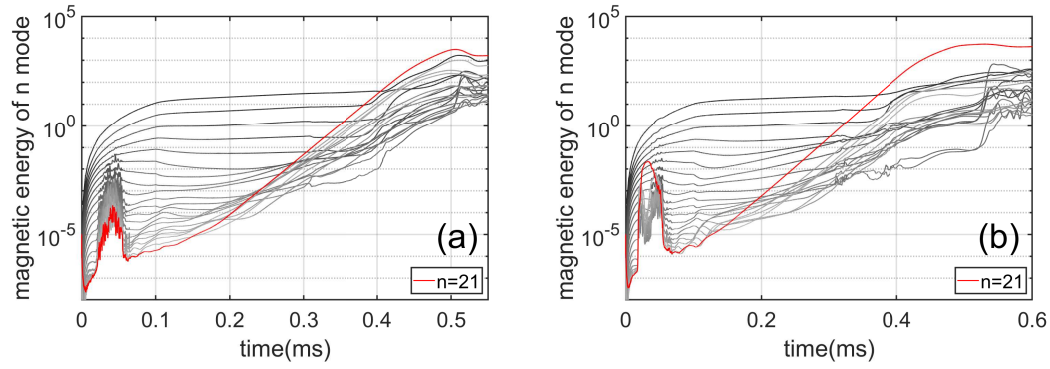 magnetic energy of n mode
10^5
10^0
10^-5
(a)
n=21
0 0.1 0.2 0.3 0.4 0.5
time(ms)
magnetic energy of n mode
10^5
10^0
10^-5
(b)
n=21
0 0.2 0.4 0.6
time(ms)